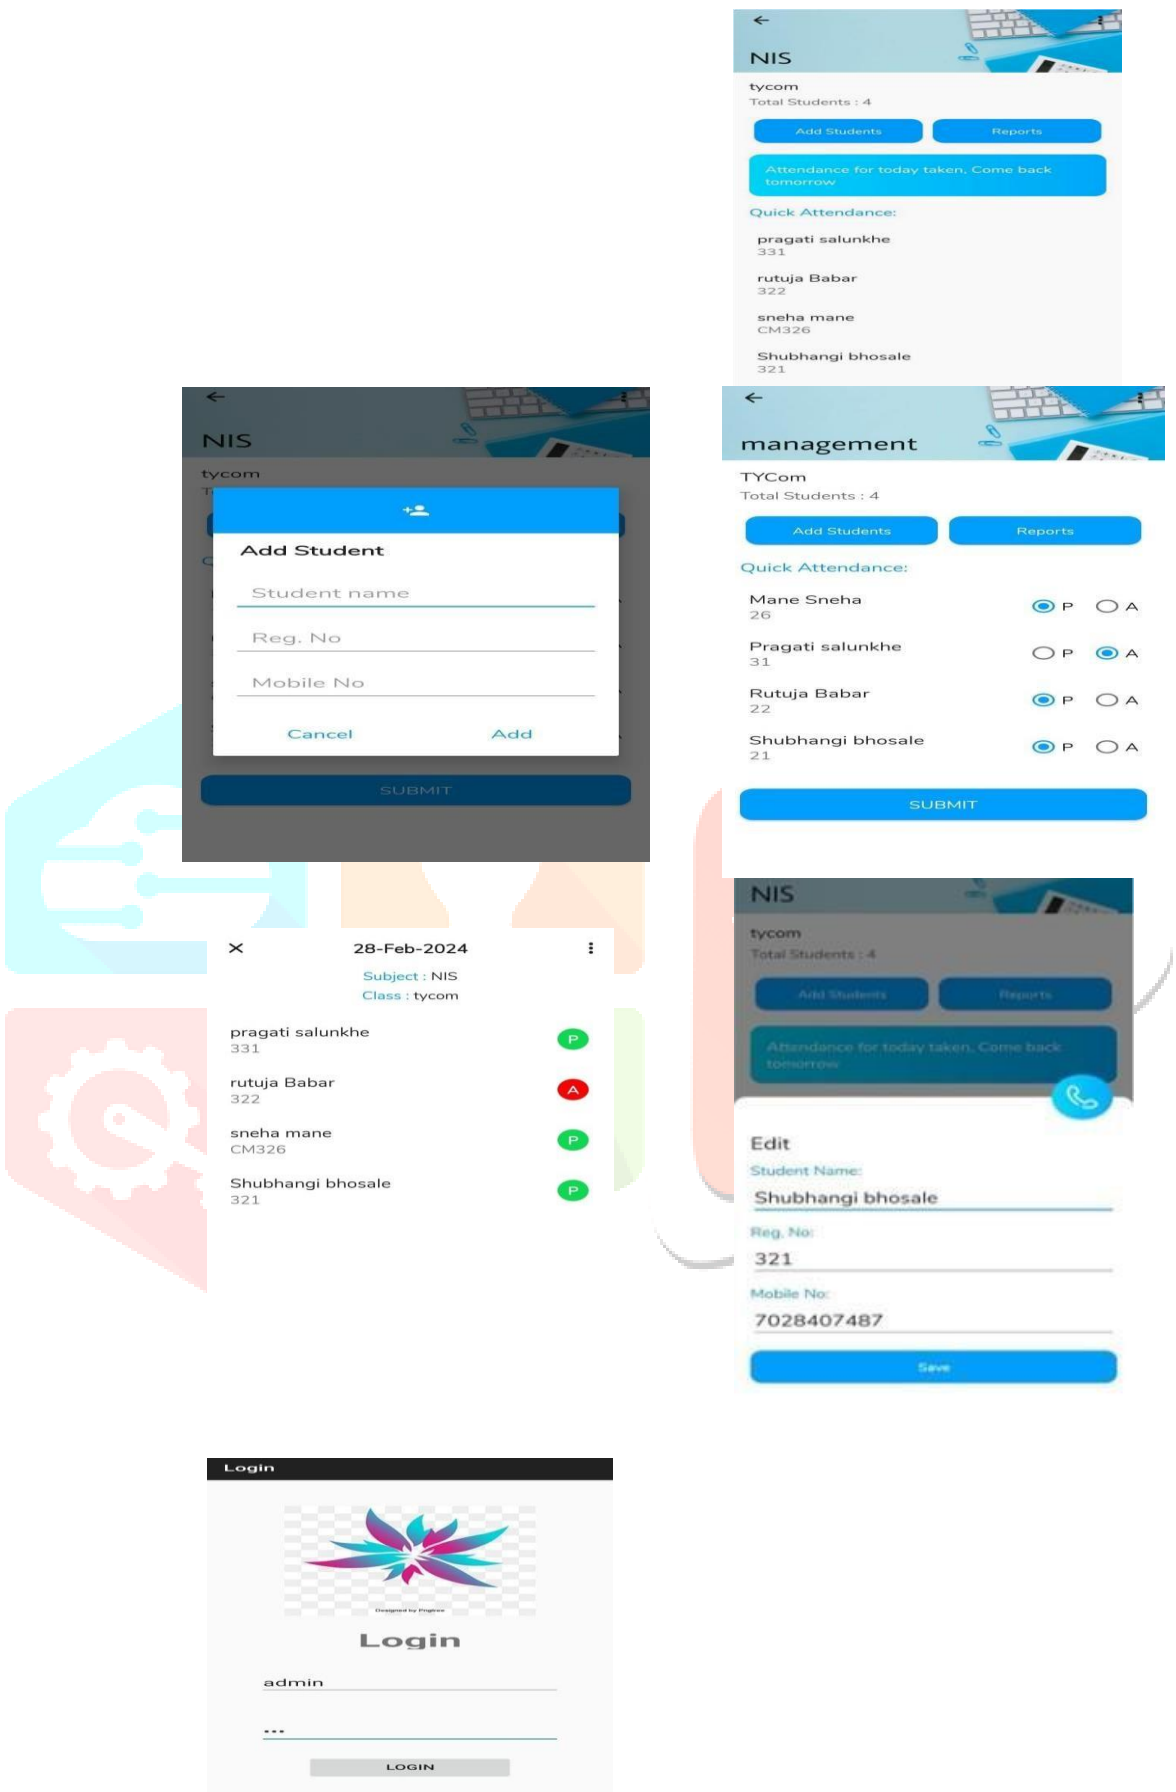 NIS
tycom
Total Students : 4
Add Students
Reports
Attendance for today taken, Come back
tomorrow
Quick Attendance:
pragati salunkhe
331
rutuja Babar
322
sneha mane
CM326
Shubhangi bhosale
321
NIS
tycom
Add Student
Student name
Reg. No
Mobile No
Cancel
Add
SUBMIT
management
TYCom
Total Students : 4
Add Students
Reports
Quick Attendance:
Mane Sneha
26
P A
Pragati salunkhe
31
P A
Rutuja Babar
22
P A
Shubhangi bhosale
21
P A
SUBMIT
28-Feb-2024
Subject : NIS
Class : tycom
pragati salunkhe
331
P
rutuja Babar
322
A
sneha mane
CM326
P
Shubhangi bhosale
321
P
NIS
tycom
Total Students : 4
Add Students
Reports
Attendance for today taken, Come back
tomorrow
Edit
Student Name:
Shubhangi bhosale
Reg. No:
321
Mobile No:
7028407487
Save
Login
Designed by Pngtree
Login
admin
LOGIN